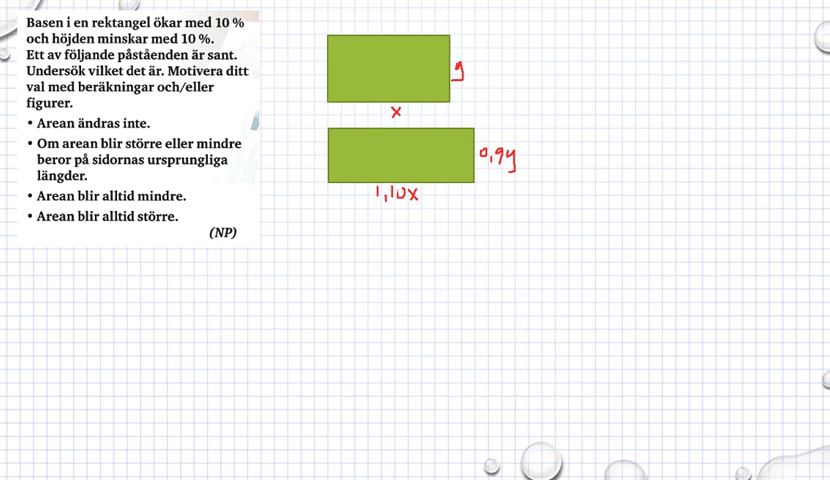 Basen i en rektangel ökar med 10 %
och höjden minskar med 10 %.
Ett av följande påståenden är sant.
Undersök vilket det är. Motivera ditt
val med beräkningar och/eller
figurer.
• Arean ändras inte.
• Om arean blir större eller mindre
beror på sidornas ursprungliga
längder.
• Arean blir alltid mindre.
• Arean blir alltid större.
(NP)
y
x
0,9y
1,10x